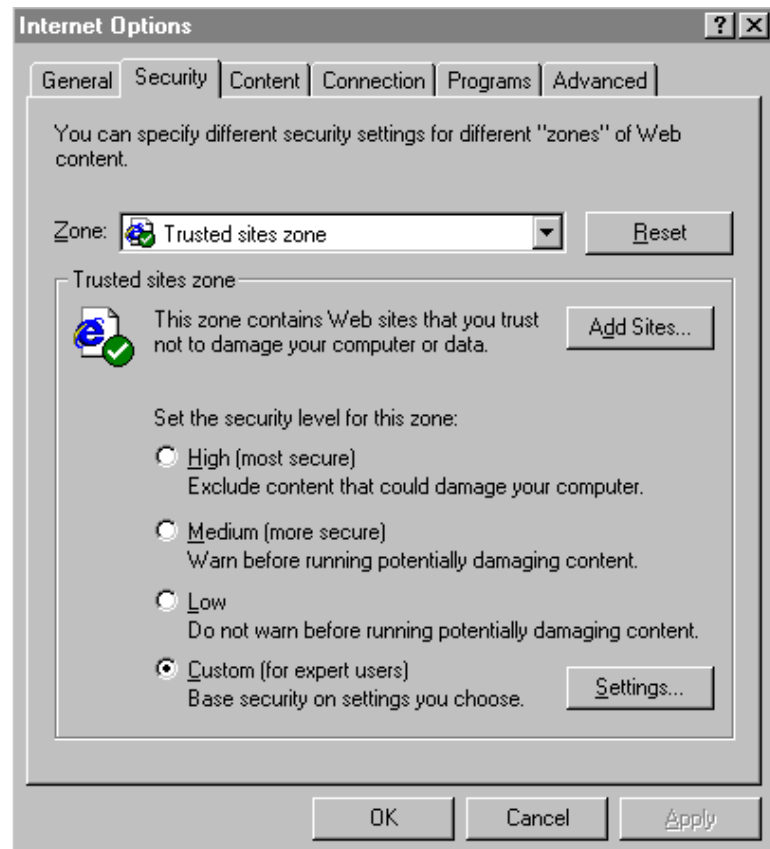 Internet Options
General Security Content Connection Programs Advanced
You can specify different security settings for different "zones" of Web
content.
Zone: Trusted sites zone Reset
Trusted sites zone
This zone contains Web sites that you trust
not to damage your computer or data.
Add Sites...
Set the security level for this zone:
High (most secure)
Exclude content that could damage your computer.
Medium (more secure)
Warn before running potentially damaging content.
Low
Do not warn before running potentially damaging content.
Custom (for expert users)
Base security on settings you choose.
Settings...
OK Cancel Apply